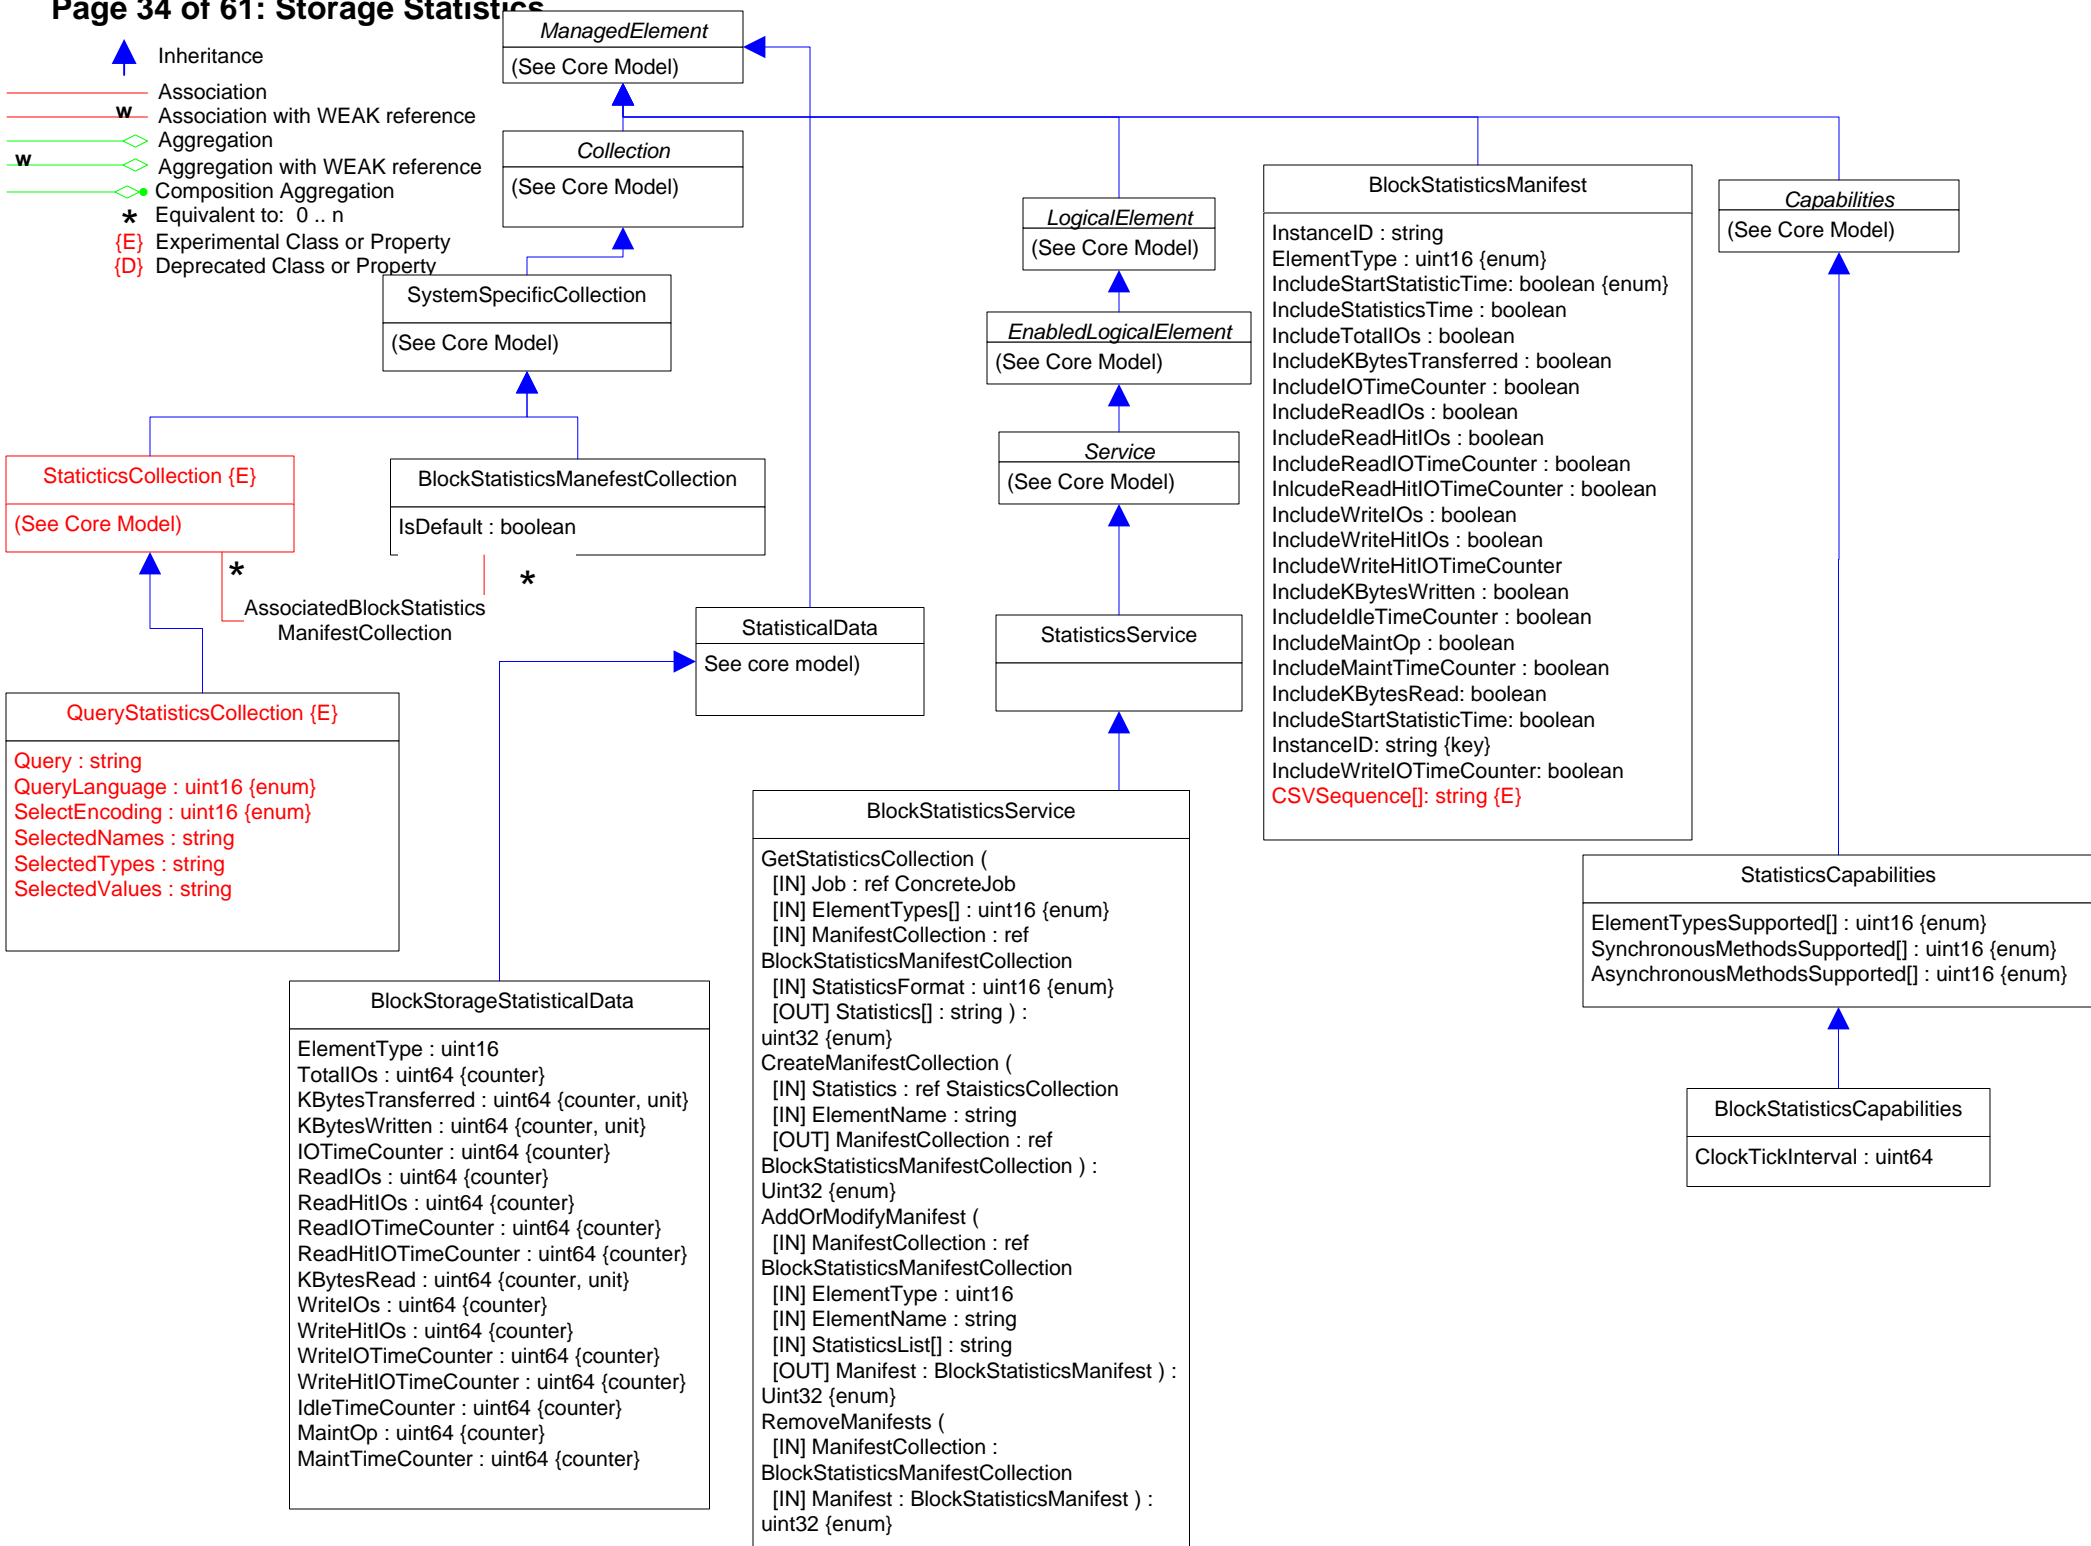 Page 34 of 61: Storage Statistics
Inheritance
Association
w
Association with WEAK reference
Aggregation
w
Aggregation with WEAK reference
Composition Aggregation
* Equivalent to: 0 .. n
{E} Experimental Class or Property
{D} Deprecated Class or Property
ManagedElement
(See Core Model)
Collection
(See Core Model)
SystemSpecificCollection
(See Core Model)
StaticticsCollection {E}
(See Core Model)
BlockStatisticsManefestCollection
IsDefault : boolean
*
*
AssociatedBlockStatistics
ManifestCollection
QueryStatisticsCollection {E}
Query : string
QueryLanguage : uint16 {enum}
SelectEncoding : uint16 {enum}
SelectedNames : string
SelectedTypes : string
SelectedValues : string
StatisticalData
See core model)
BlockStorageStatisticalData
ElementType : uint16
TotalIOs : uint64 {counter}
KBytesTransferred : uint64 {counter, unit}
KBytesWritten : uint64 {counter, unit}
IOTimeCounter : uint64 {counter}
ReadIOs : uint64 {counter}
ReadHitIOs : uint64 {counter}
ReadIOTimeCounter : uint64 {counter}
ReadHitIOTimeCounter : uint64 {counter}
KBytesRead : uint64 {counter, unit}
WriteIOs : uint64 {counter}
WriteHitIOs : uint64 {counter}
WriteIOTimeCounter : uint64 {counter}
WriteHitIOTimeCounter : uint64 {counter}
IdleTimeCounter : uint64 {counter}
MaintOp : uint64 {counter}
MaintTimeCounter : uint64 {counter}
LogicalElement
(See Core Model)
EnabledLogicalElement
(See Core Model)
Service
(See Core Model)
StatisticsService
BlockStatisticsService
GetStatisticsCollection (
[IN] Job : ref ConcreteJob
[IN] ElementTypes[] : uint16 {enum}
[IN] ManifestCollection : ref
BlockStatisticsManifestCollection
[IN] StatisticsFormat : uint16 {enum}
[OUT] Statistics[] : string ) :
uint32 {enum}
CreateManifestCollection (
[IN] Statistics : ref StaisticsCollection
[IN] ElementName : string
[OUT] ManifestCollection : ref
BlockStatisticsManifestCollection ) :
Uint32 {enum}
AddOrModifyManifest (
[IN] ManifestCollection : ref
BlockStatisticsManifestCollection
[IN] ElementType : uint16
[IN] ElementName : string
[IN] StatisticsList[] : string
[OUT] Manifest : BlockStatisticsManifest ) :
Uint32 {enum}
RemoveManifests (
[IN] ManifestCollection :
BlockStatisticsManifestCollection
[IN] Manifest : BlockStatisticsManifest ) :
uint32 {enum}
BlockStatisticsManifest
InstanceID : string
ElementType : uint16 {enum}
IncludeStartStatisticTime: boolean {enum}
IncludeStatisticsTime : boolean
IncludeTotalIOs : boolean
IncludeKBytesTransferred : boolean
IncludeIOTimeCounter : boolean
IncludeReadIOs : boolean
IncludeReadHitIOs : boolean
IncludeReadIOTimeCounter : boolean
InlcudeReadHitIOTimeCounter : boolean
IncludeWriteIOs : boolean
IncludeWriteHitIOs : boolean
IncludeWriteHitIOTimeCounter
IncludeKBytesWritten : boolean
IncludeIdleTimeCounter : boolean
IncludeMaintOp : boolean
IncludeMaintTimeCounter : boolean
IncludeKBytesRead: boolean
IncludeStartStatisticTime: boolean
InstanceID: string {key}
IncludeWriteIOTimeCounter: boolean
CSVSequence[]: string {E}
Capabilities
(See Core Model)
StatisticsCapabilities
ElementTypesSupported[] : uint16 {enum}
SynchronousMethodsSupported[] : uint16 {enum}
AsynchronousMethodsSupported[] : uint16 {enum}
BlockStatisticsCapabilities
ClockTickInterval : uint64